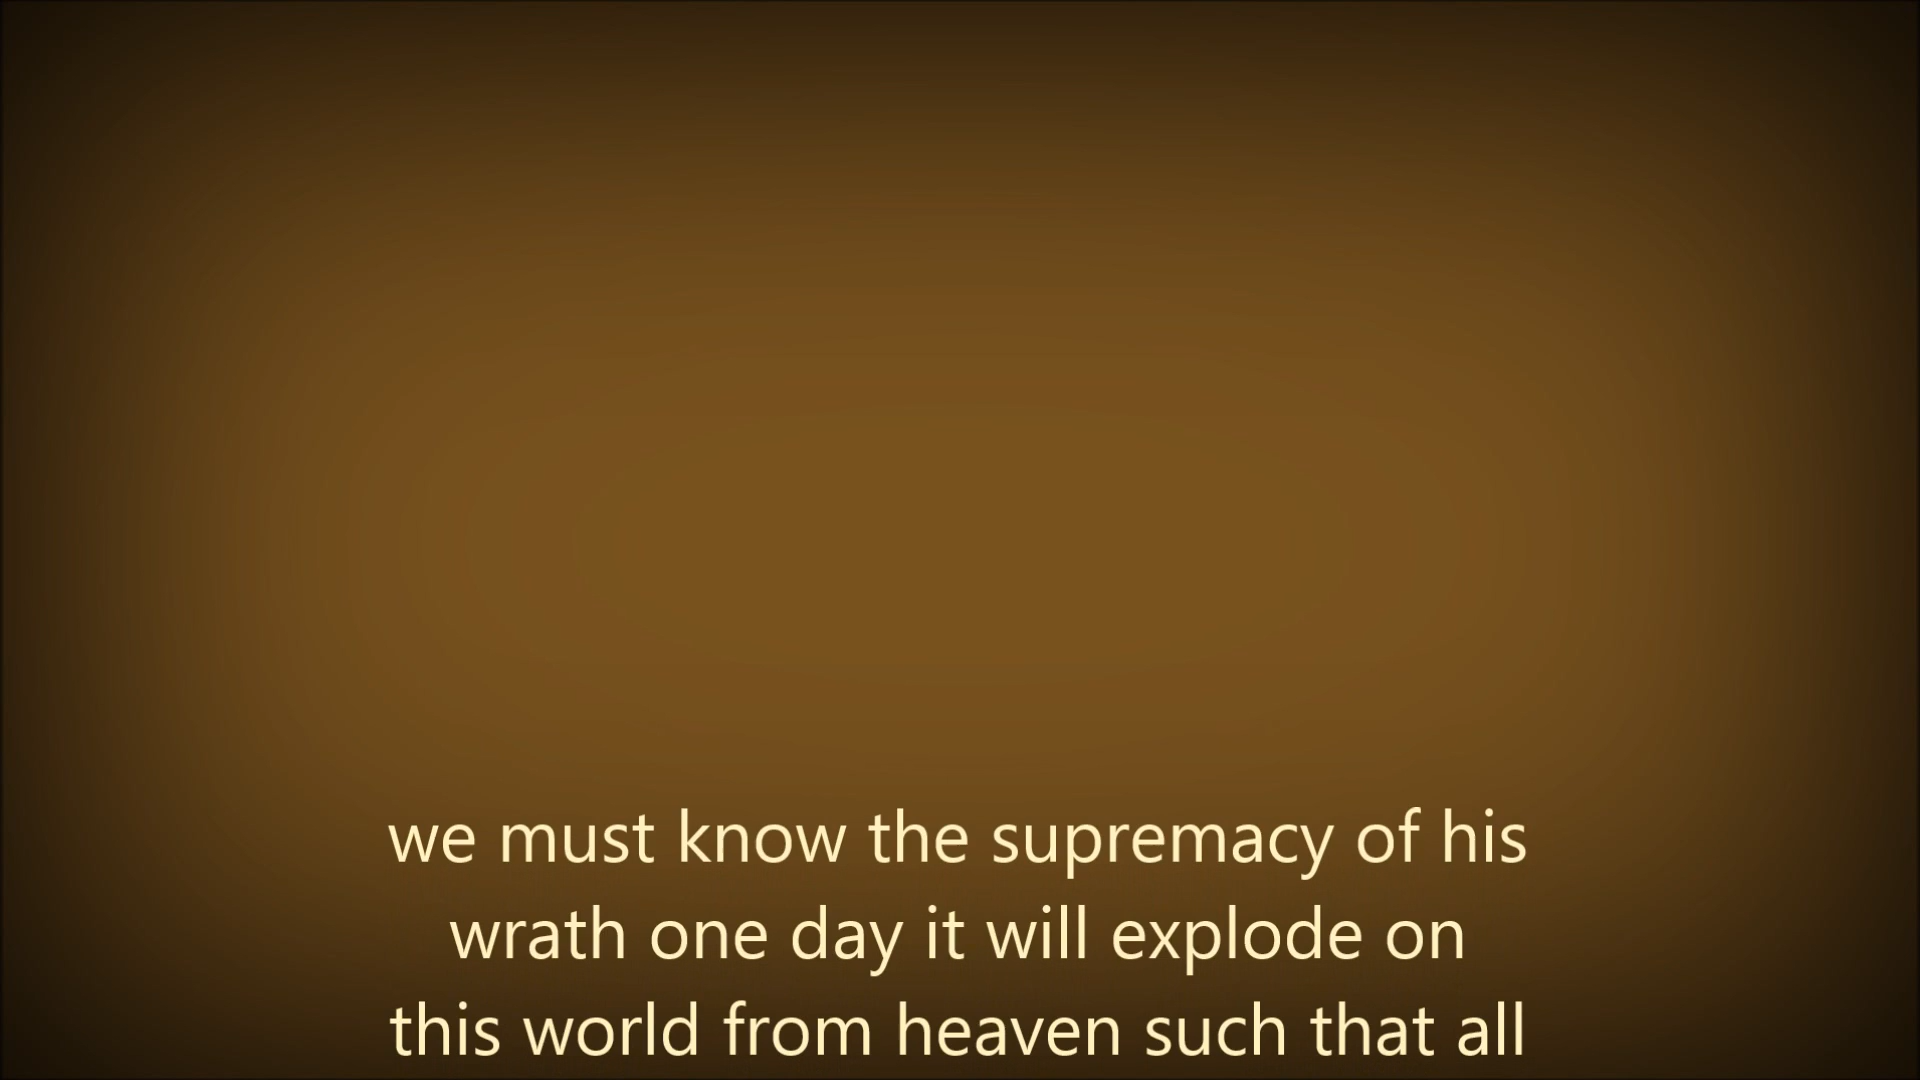 we must know the supremacy of his
wrath one day it will explode on
this world from heaven such that all